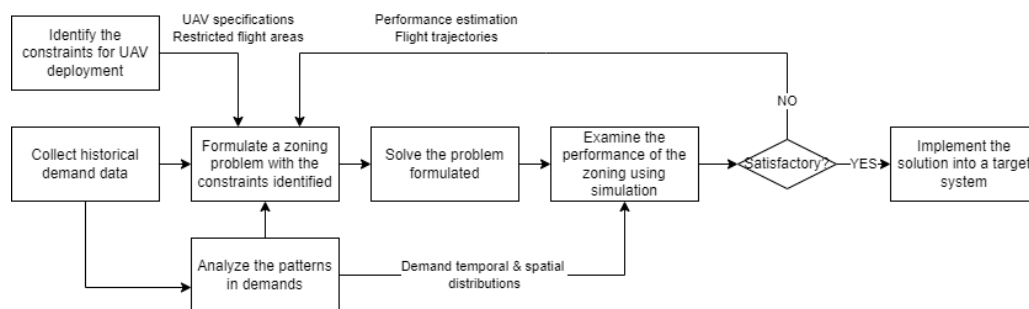 UAV specifications
Restricted flight areas
Performance estimation
Flight trajectories
Identify the
constraints for UAV
deployment
NO
Collect historical
demand data
Formulate a zoning
problem with the
constraints identified
Solve the problem
formulated
Examine the
performance of the
zoning using
simulation
Satisfactory?
YES
Implement the
solution into a target
system
Analyze the patterns
in demands
Demand temporal & spatial
distributions